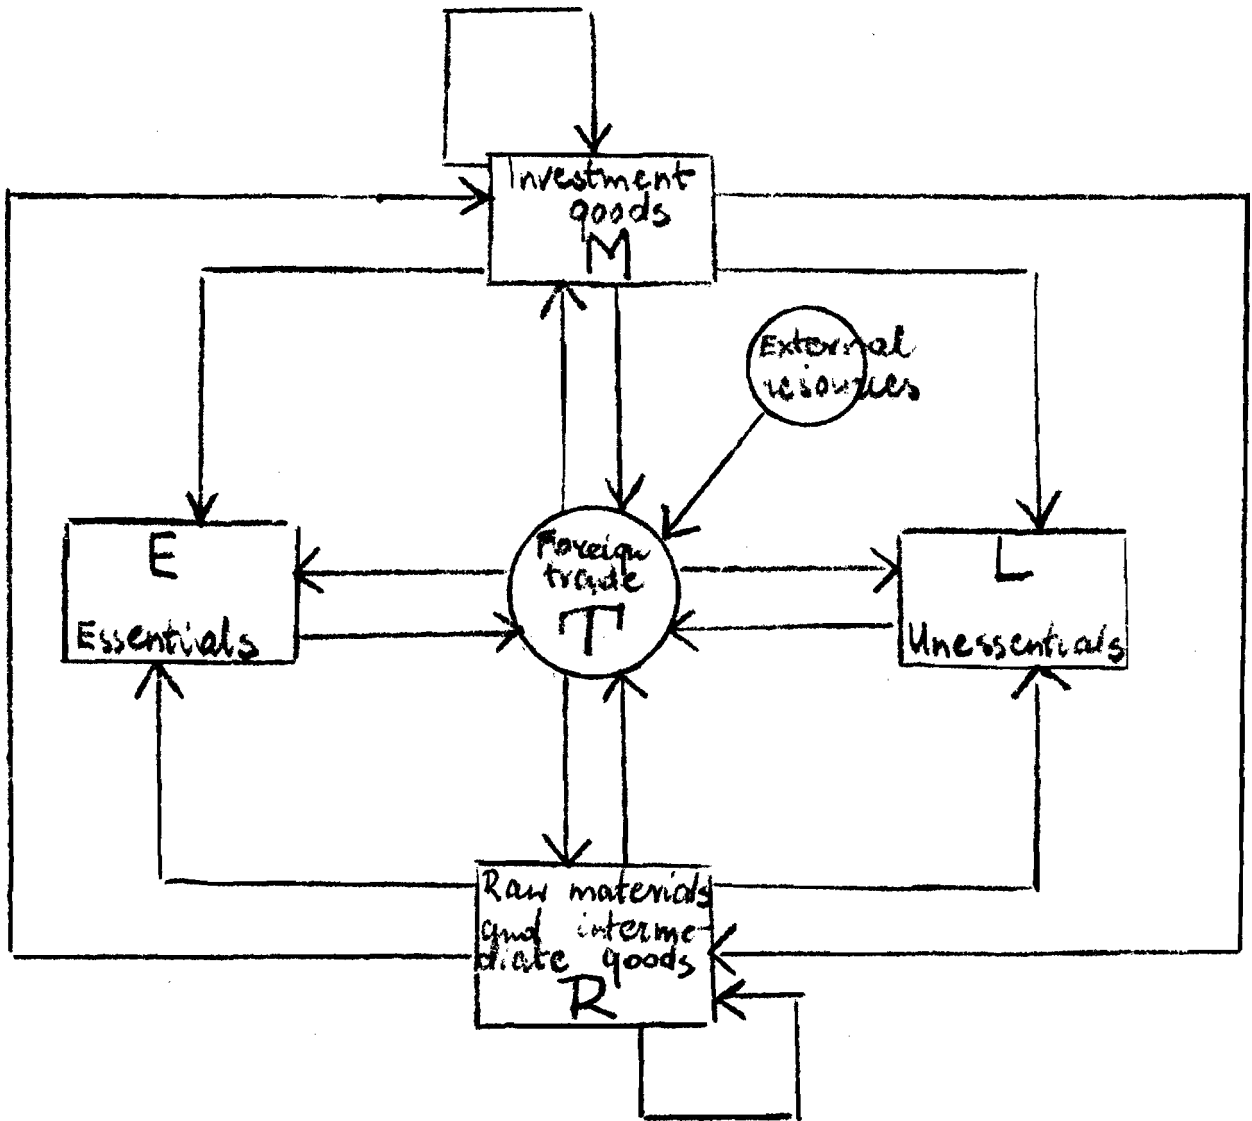 Investment
goods
M
External
resources
E
Essentials
Foreign
trade
T
L
Unessentials
Raw materials
and interme-
diate goods
R